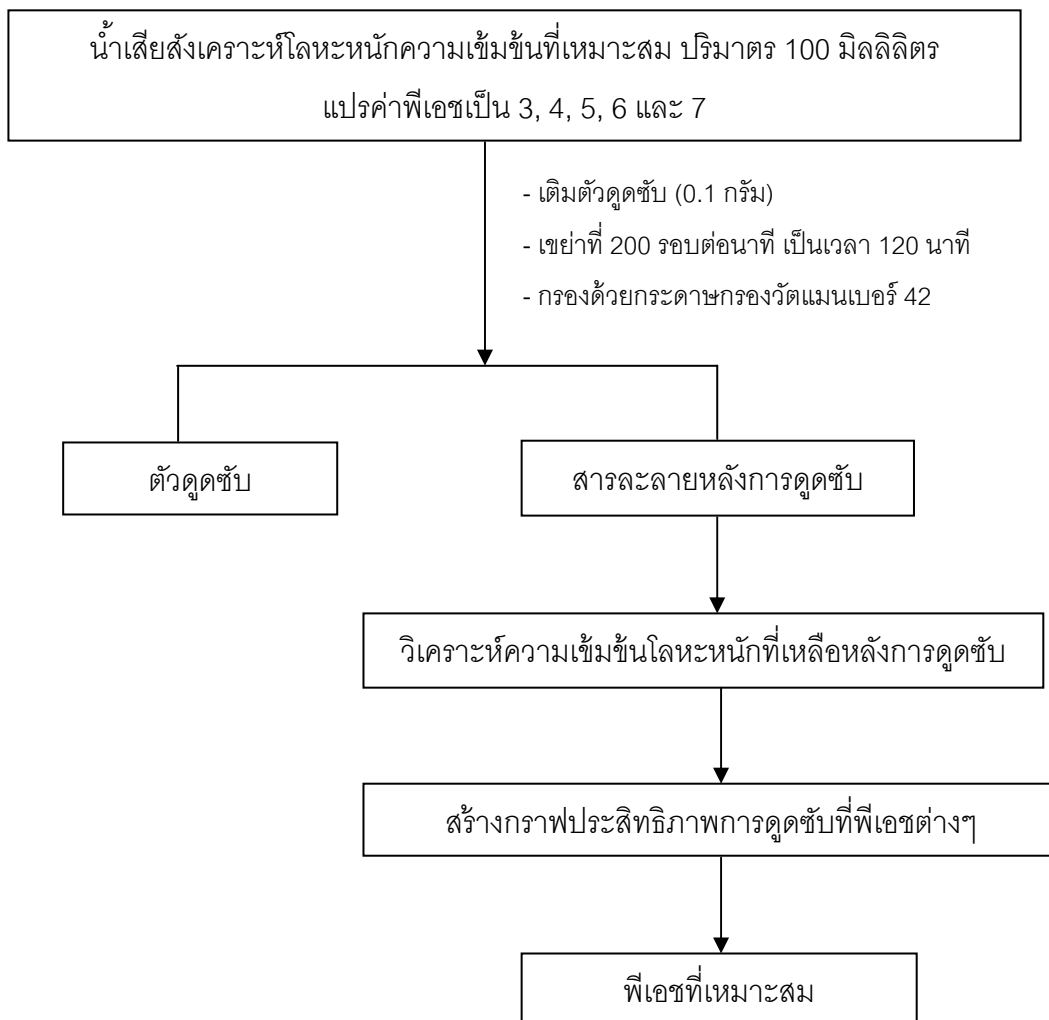 น้ำเสียสังเคราะห์โลหะหนักความเข้มข้นที่เหมาะสม ปริมาตร 100 มิลลิลิตร
แปรค่าพีเอชเป็น 3, 4, 5, 6 และ 7
- เติมตัวดูดซับ (0.1 กรัม)
- เขย่าที่ 200 รอบต่อนาที เป็นเวลา 120 นาที
- กรองด้วยกระดาษกรองวัตแมนเบอร์ 42
ตัวดูดซับ
สารละลายหลังการดูดซับ
วิเคราะห์ความเข้มข้นโลหะหนักที่เหลือหลังการดูดซับ
สร้างกราฟประสิทธิภาพการดูดซับที่พีเอชต่างๆ
พีเอชที่เหมาะสม